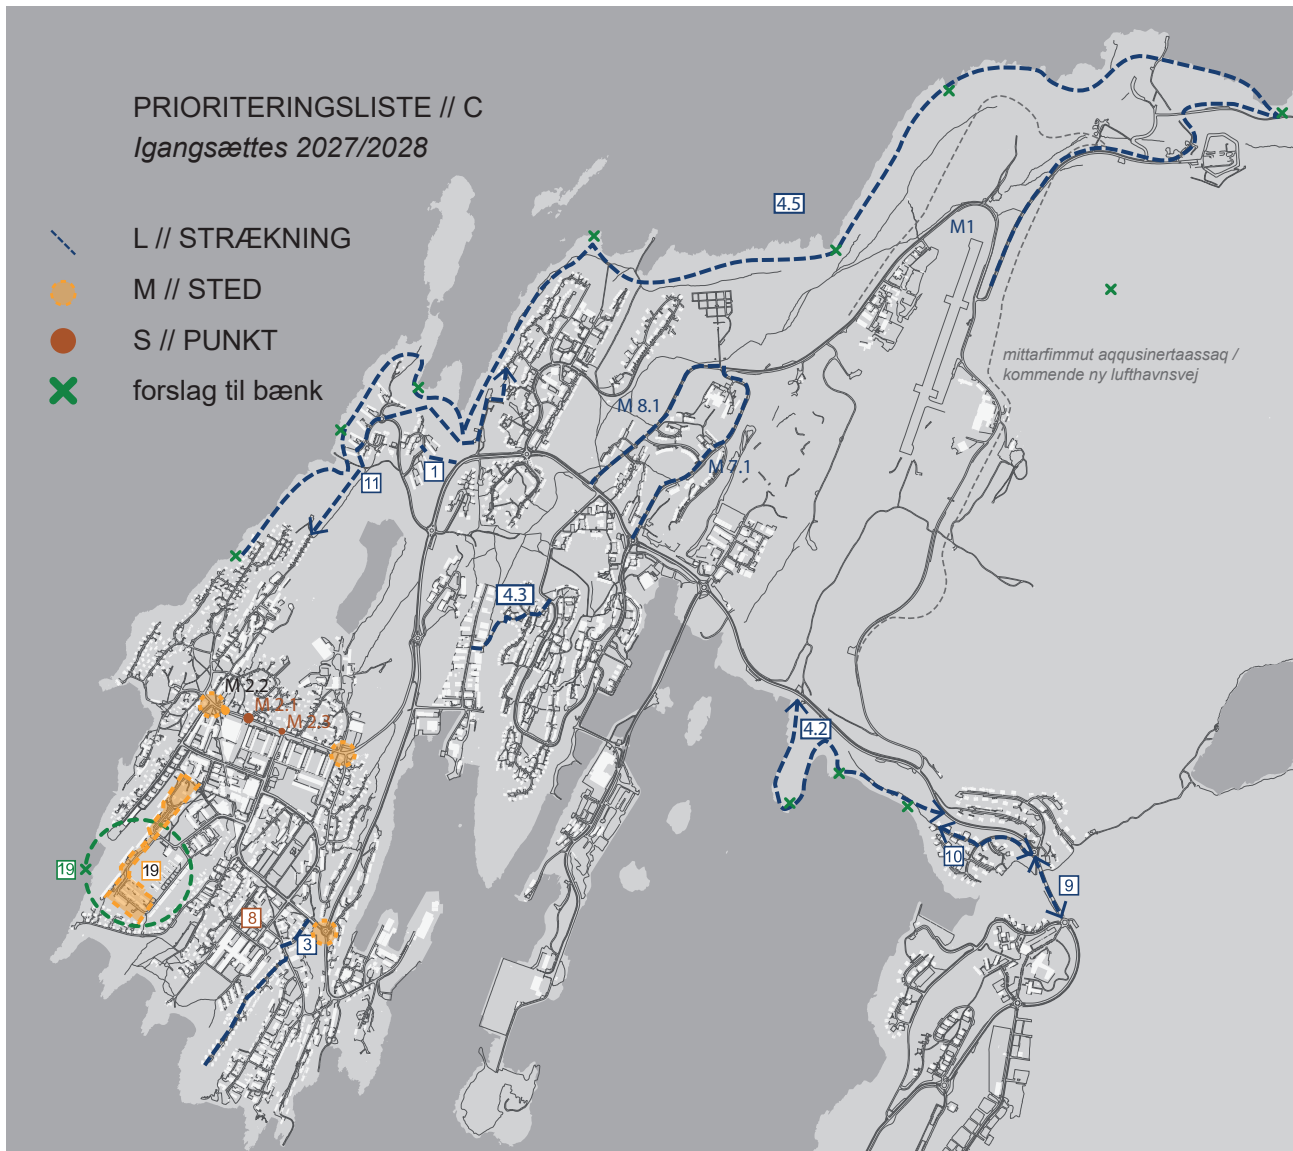 PRIORITERINGSLISTE // C
Igangsættes 2027/2028
L // STRÆKNING
M // STED
S // PUNKT
forslag til bænk
4.5
M1
mittarfimmut aqqusinertaassaq /
kommende ny lufthavnsvej
M 8.1
M 7.1
1
11
4.3
M 2.2
M 2.1
M 2.3
4.2
19
19
10
9
8
3